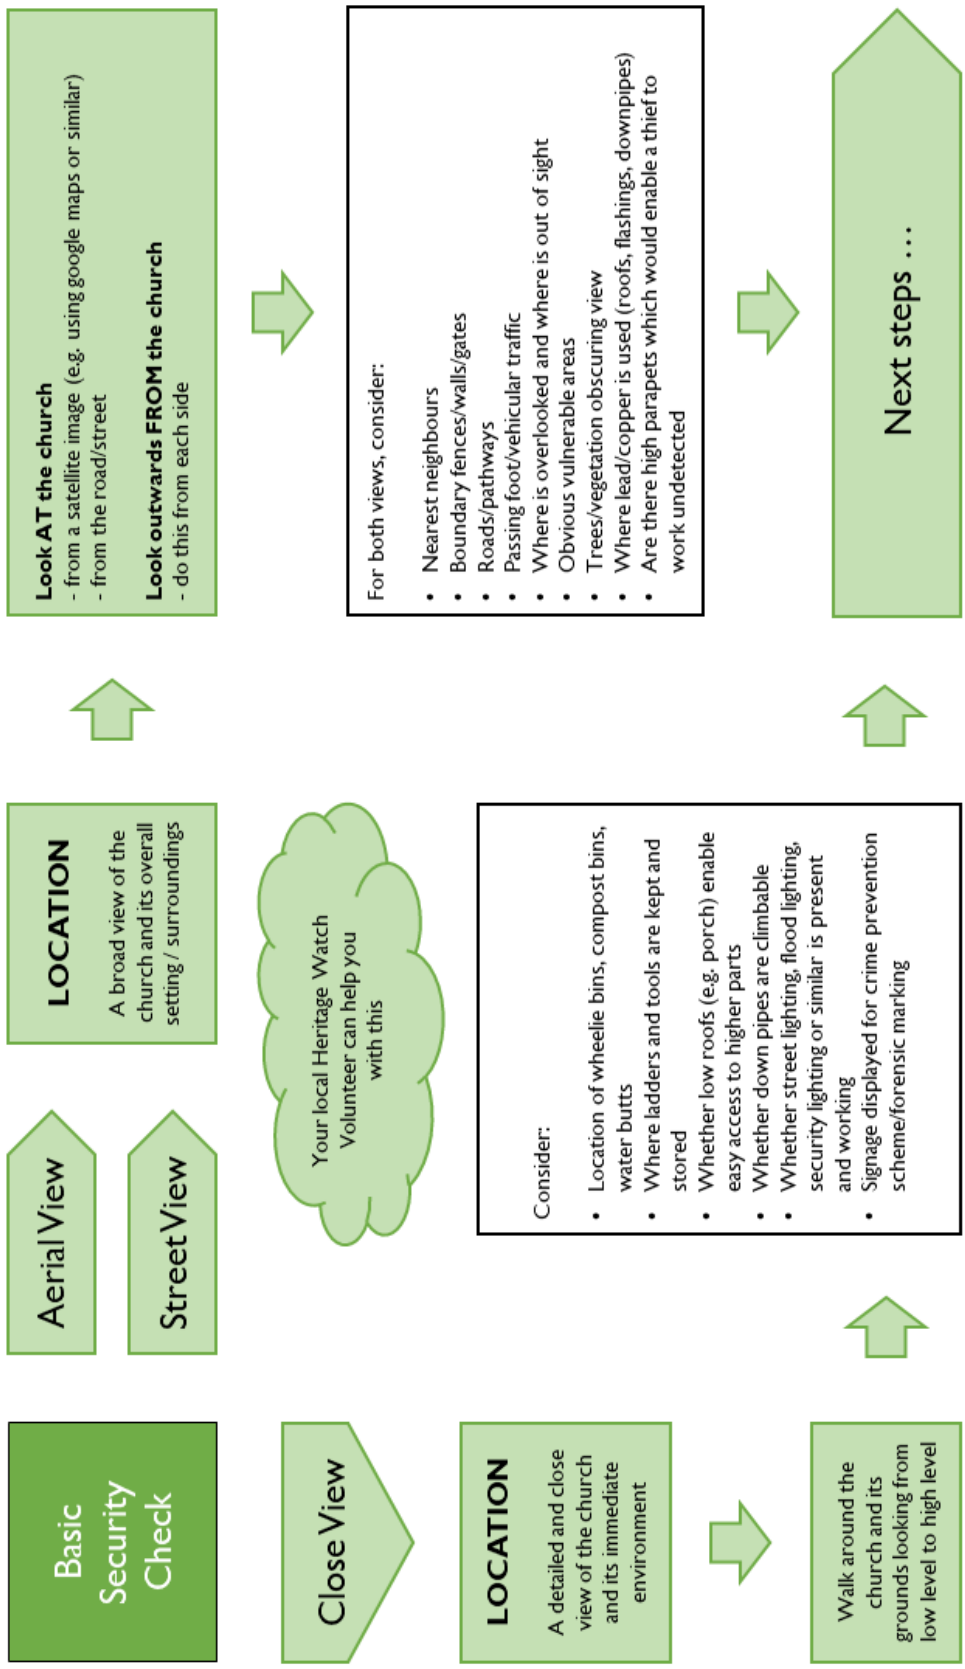 Basic
Security
Check
Aerial View
Street View
LOCATION
A broad view of the
church and its overall
setting / surroundings
Look AT the church
- from a satellite image (e.g. using google maps or similar)
- from the road/street
Look outwards FROM the church
- do this from each side
For both views, consider:
• Nearest neighbours
• Boundary fences/walls/gates
• Roads/pathways
• Passing foot/vehicular traffic
• Where is overlooked and where is out of sight
• Obvious vulnerable areas
• Trees/vegetation obscuring view
• Where lead/copper is used (roofs, flashings, downpipes)
• Are there high parapets which would enable a thief to
work undetected
Your local Heritage Watch
Volunteer can help you
with this
Close View
LOCATION
A detailed and close
view of the church
and its immediate
environment
Walk around the
church and its
grounds looking from
low level to high level
Consider:
• Location of wheelie bins, compost bins,
water butts
• Where ladders and tools are kept and
stored
• Whether low roofs (e.g. porch) enable
easy access to higher parts
• Whether down pipes are climbable
• Whether street lighting, flood lighting,
security lighting or similar is present
and working
• Signage displayed for crime prevention
scheme/forensic marking
Next steps …